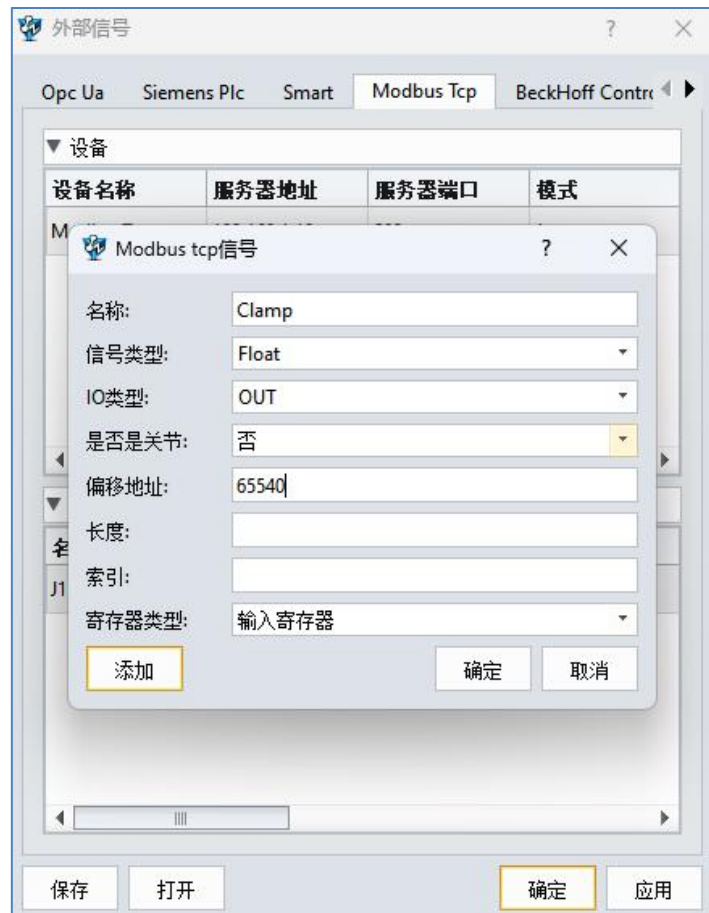 外部信号
Opc Ua Siemens Plc Smart Modbus Tcp BeckHoff Contro
设备
设备名称 服务器地址 服务器端口 模式
Modbus tcp信号
名称: Clamp
信号类型: Float
IO类型: OUT
是否是关节: 否
偏移地址: 65540
长度:
索引:
寄存器类型: 输入寄存器
J1
添加 确定 取消
保存 打开 确定 应用